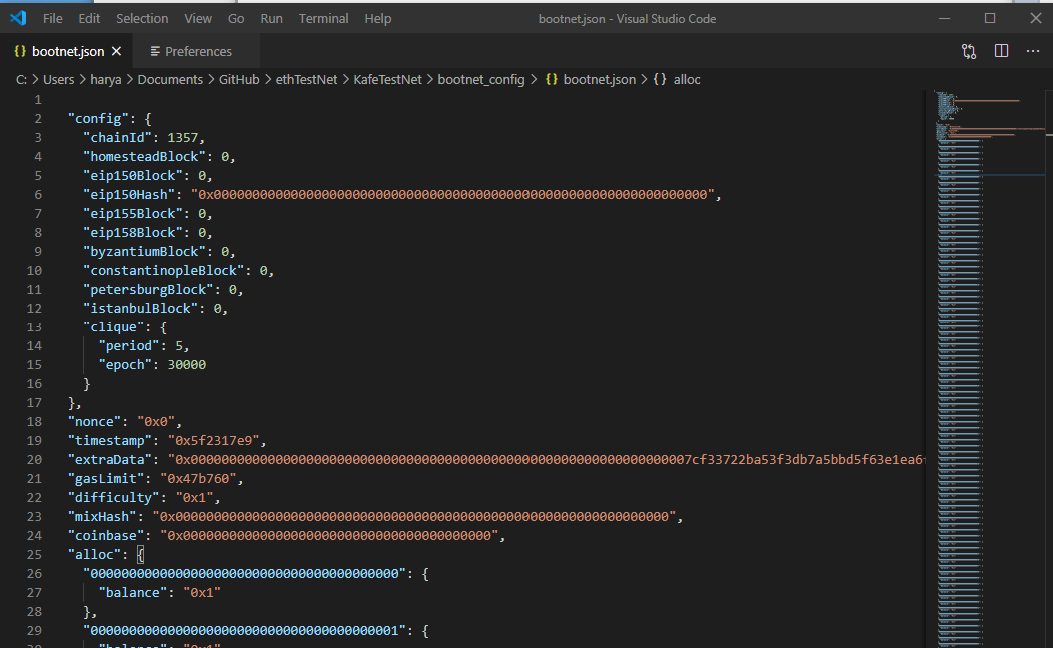 File Edit Selection View Go Run Terminal Help bootnet.json - Visual Studio Code
{} bootnet.json Preferences
C: > Users > harya > Documents > GitHub > ethTestNet > KafeTestNet > bootnet_config > {} bootnet.json > {} alloc
1
2 "config": {
3 "chainId": 1357,
4 "homesteadBlock": 0,
5 "eip150Block": 0,
6 "eip150Hash": "0x0000000000000000000000000000000000000000000000000000000000000000",
7 "eip155Block": 0,
8 "eip158Block": 0,
9 "byzantiumBlock": 0,
10 "constantinopleBlock": 0,
11 "petersburgBlock": 0,
12 "istanbulBlock": 0,
13 "clique": {
14 "period": 5,
15 "epoch": 30000
16 }
17 },
18 "nonce": "0x0",
19 "timestamp": "0x5f2317e9",
20 "extraData": "0x00000000000000000000000000000000000000000000000000000000000000007cf33722ba53f3db7a5bbd5f63e1ea6f
21 "gasLimit": "0x47b760",
22 "difficulty": "0x1",
23 "mixHash": "0x0000000000000000000000000000000000000000000000000000000000000000",
24 "coinbase": "0x0000000000000000000000000000000000000000",
25 "alloc": {
26 "0000000000000000000000000000000000000000": {
27 "balance": "0x1"
28 },
29 "0000000000000000000000000000000000000001": {
30 "balance": "0x1"